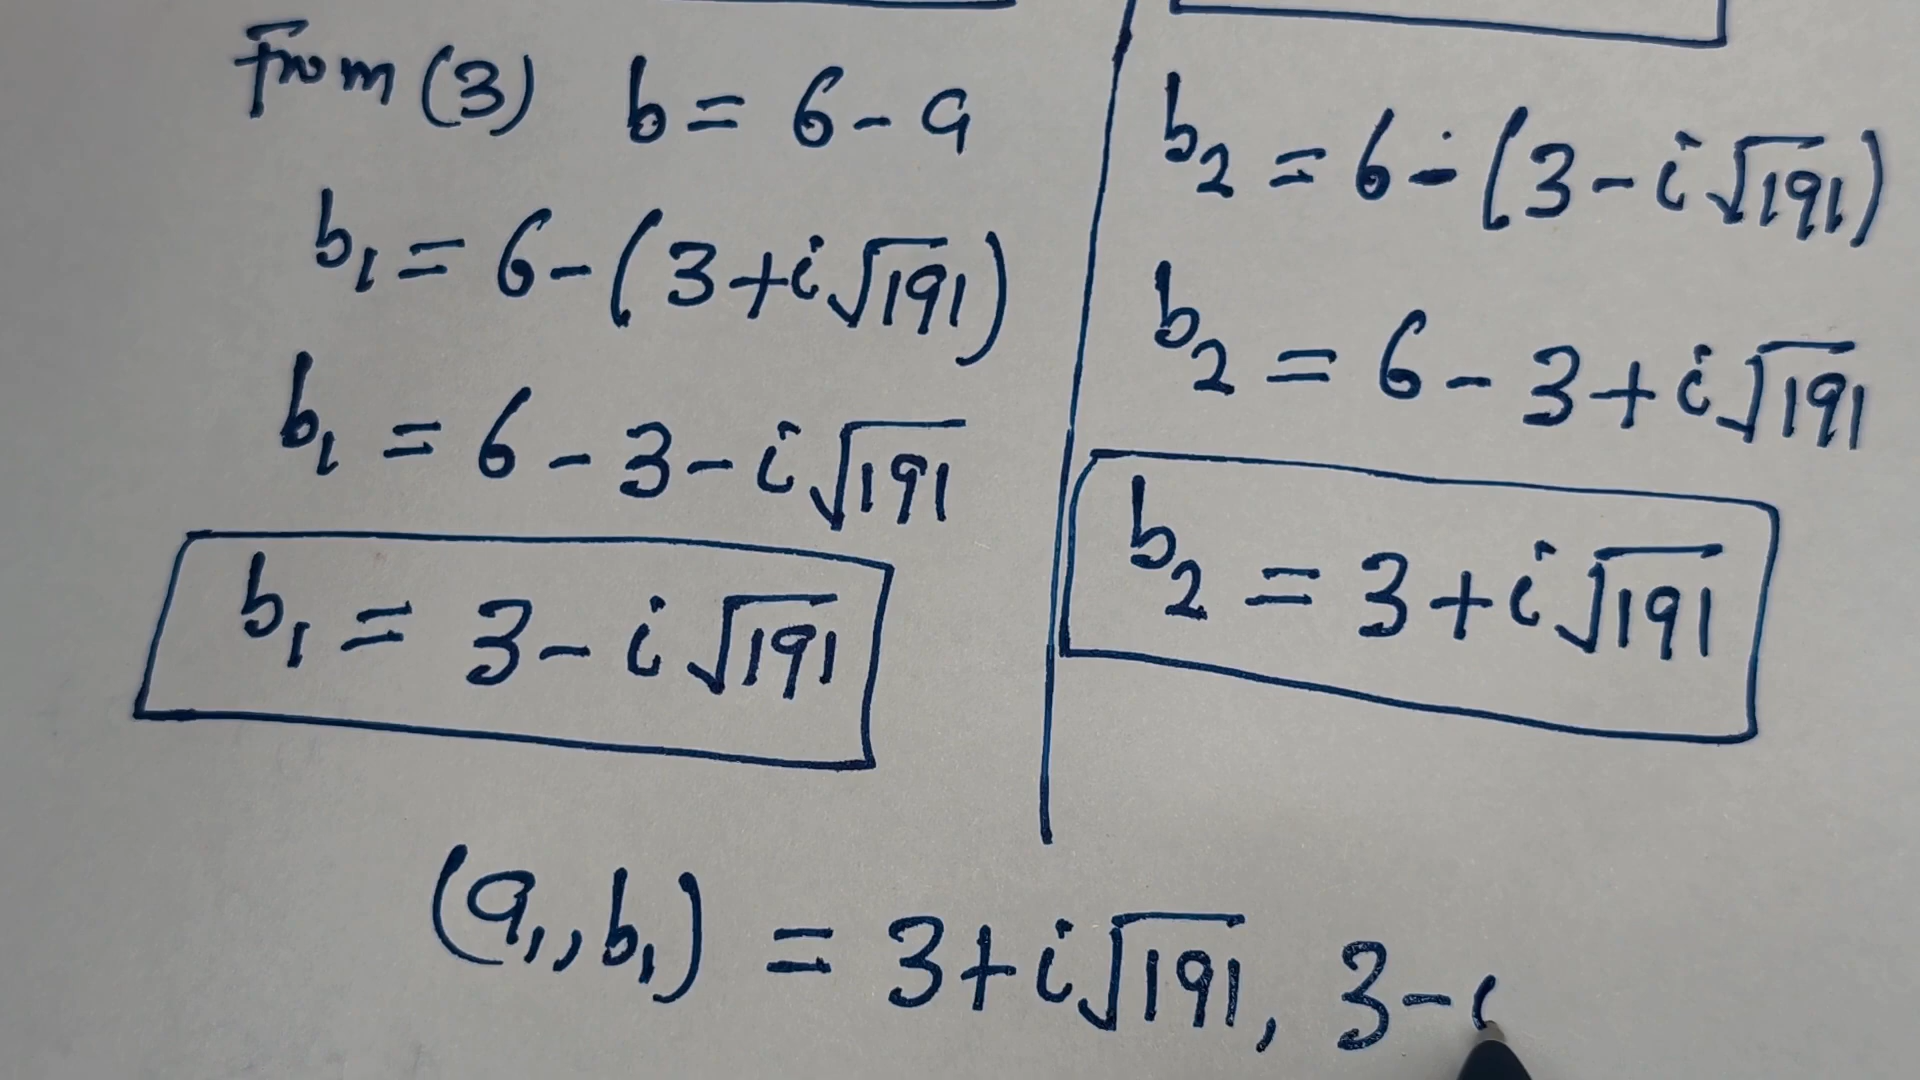 From (3) b = 6 - a
b₁ = 6 - (3 + i√191)
b₁ = 6 - 3 - i√191
b₁ = 3 - i√191
b₂ = 6 - (3 - i√191)
b₂ = 6 - 3 + i√191
b₂ = 3 + i√191
(a₁, b₁) = 3 + i√191, 3 - i